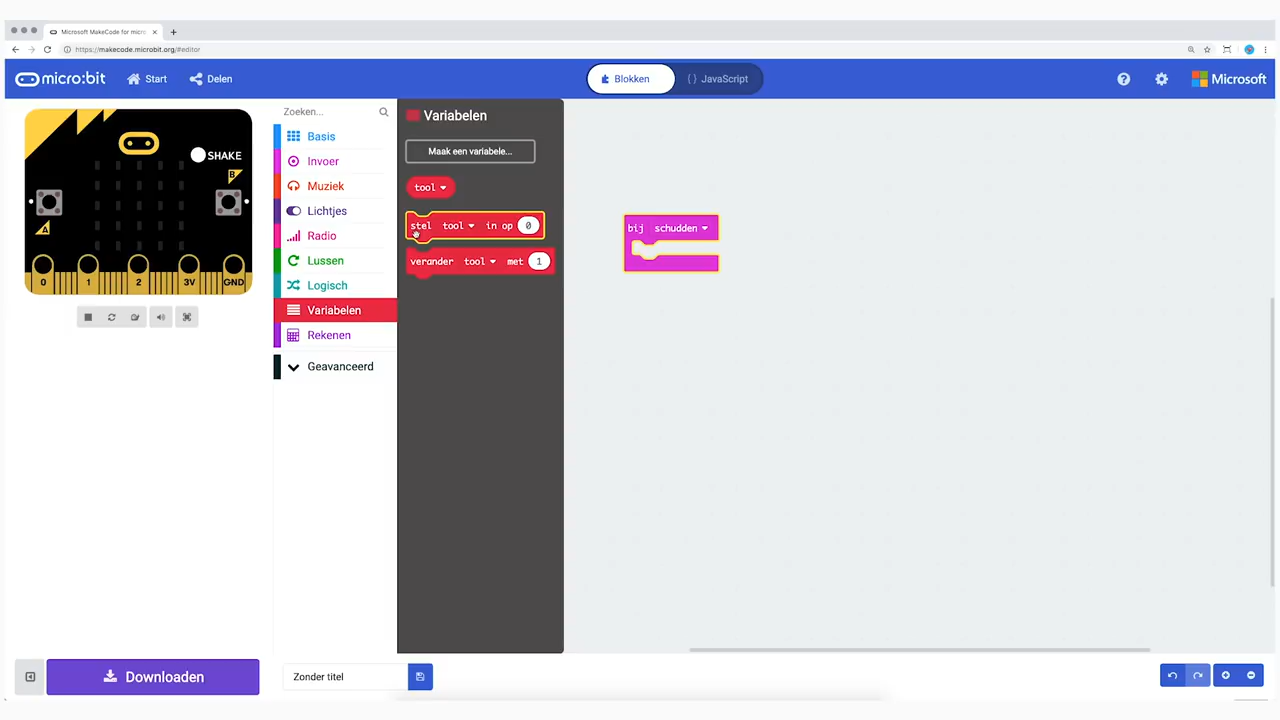 Microsoft MakeCode for micro
https://makecode.microbit.org/#editor
micro:bit
Start
Delen
Blokken
{ } JavaScript
Microsoft
SHAKE
B
A
0 1 2 3V GND
Zoeken...
Basis
Invoer
Muziek
Lichtjes
Radio
Lussen
Logisch
Variabelen
Rekenen
Geavanceerd
Variabelen
Maak een variabele...
tool
stel tool in op 0
verander tool met 1
bij schudden
Downloaden
Zonder titel